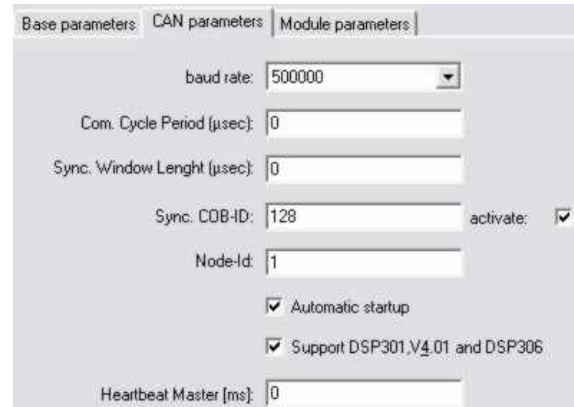 Base parameters CAN parameters Module parameters
baud rate: 500000
Com. Cycle Period (µsec): 0
Sync. Window Lenght (µsec): 0
Sync. COB-ID: 128 activate:
Node-Id: 1
Automatic startup
Support DSP301,V4.01 and DSP306
Heartbeat Master [ms]: 0